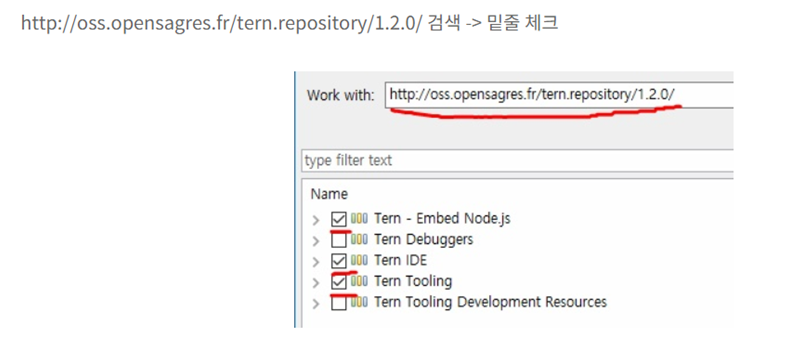 http://oss.opensagres.fr/tern.repository/1.2.0/ 검색 -> 밑줄 체크
Work with: http://oss.opensagres.fr/tern.repository/1.2.0/
type filter text
Name
Tern - Embed Node.js
Tern Debuggers
Tern IDE
Tern Tooling
Tern Tooling Development Resources